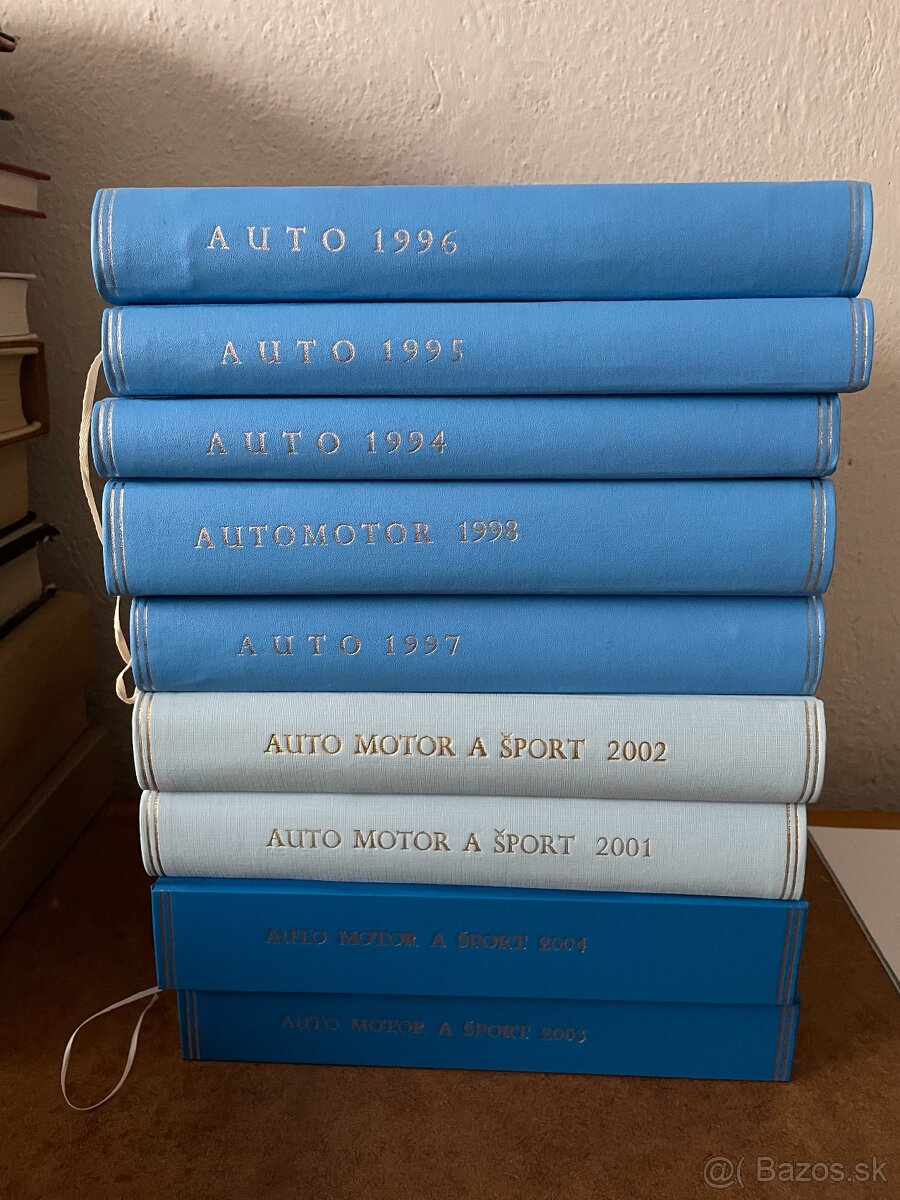 AUTO 1996
AUTO 1995
AUTO 1994
AUTOMOTOR 1998
AUTO 1997
AUTO MOTOR A ŠPORT 2002
AUTO MOTOR A ŠPORT 2001
AUTO MOTOR A ŠPORT 2004
AUTO MOTOR A ŠPORT 2003
@( Bazos.sk